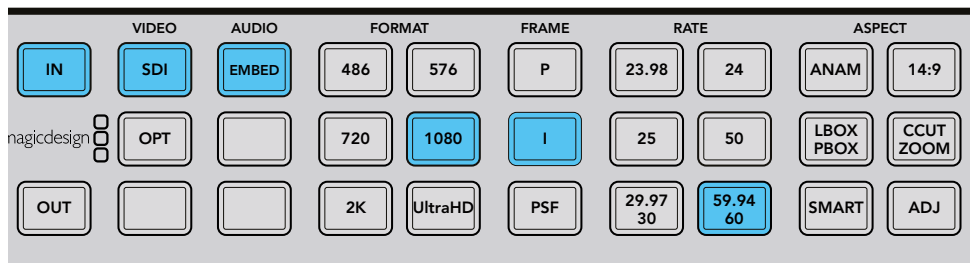 VIDEO AUDIO FORMAT FRAME RATE ASPECT
IN SDI EMBED 486 576 P 23.98 24 ANAM 14:9
magicdesign OPT 720 1080 I 25 50 LBOX PBOX CCUT ZOOM
OUT 2K UltraHD PSF 29.97 30 59.94 60 SMART ADJ